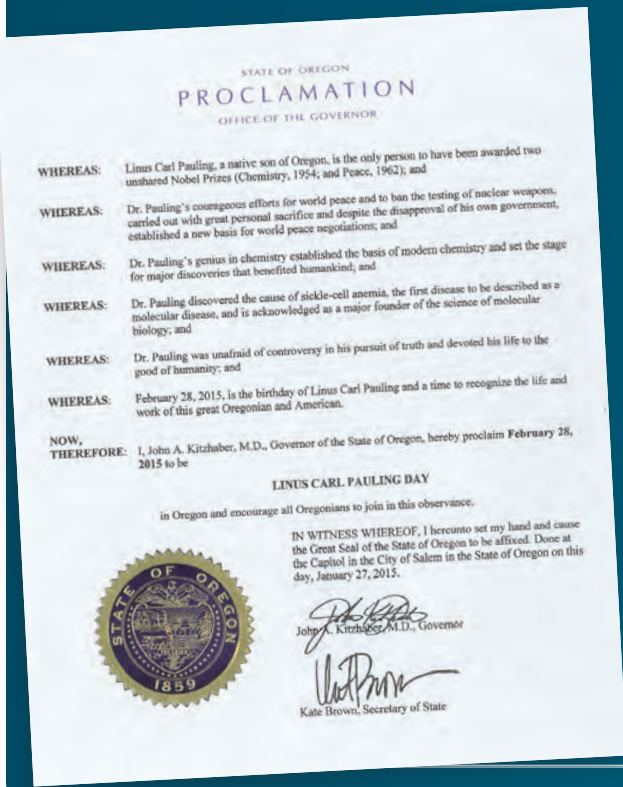 STATE OF OREGON
PROCLAMATION
OFFICE OF THE GOVERNOR
WHEREAS: Linus Carl Pauling, a native son of Oregon, is the only person to have been awarded two
unshared Nobel Prizes (Chemistry, 1954; and Peace, 1962); and
WHEREAS: Dr. Pauling's courageous efforts for world peace and to ban the testing of nuclear weapons,
carried out with great personal sacrifice and despite the disapproval of his own government,
established a new basis for world peace negotiations; and
WHEREAS: Dr. Pauling's genius in chemistry established the basis of modern chemistry and set the stage
for major discoveries that benefited humankind; and
WHEREAS: Dr. Pauling discovered the cause of sickle-cell anemia, the first disease to be described as a
molecular disease, and is acknowledged as a major founder of the science of molecular
biology; and
WHEREAS: Dr. Pauling was unafraid of controversy in his pursuit of truth and devoted his life to the
good of humanity; and
WHEREAS: February 28, 2015, is the birthday of Linus Carl Pauling and a time to recognize the life and
work of this great Oregonian and American.
NOW,
THEREFORE: I, John A. Kitzhaber, M.D., Governor of the State of Oregon, hereby proclaim February 28,
2015 to be
LINUS CARL PAULING DAY
in Oregon and encourage all Oregonians to join in this observance.
IN WITNESS WHEREOF, I hereunto set my hand and cause
the Great Seal of the State of Oregon to be affixed. Done at
the Capitol in the City of Salem in the State of Oregon on this
day, January 27, 2015.
John A. Kitzhaber, M.D., Governor
Kate Brown, Secretary of State
STATE OF OREGON
1859